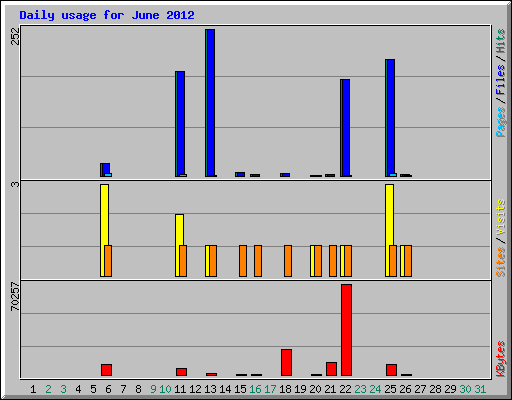 Daily usage for June 2012
252
Pages / Files / Hits
3
Sites / Visits
70257
KBytes
1 2 3 4 5 6 7 8 9 10 11 12 13 14 15 16 17 18 19 20 21 22 23 24 25 26 27 28 29 30 31